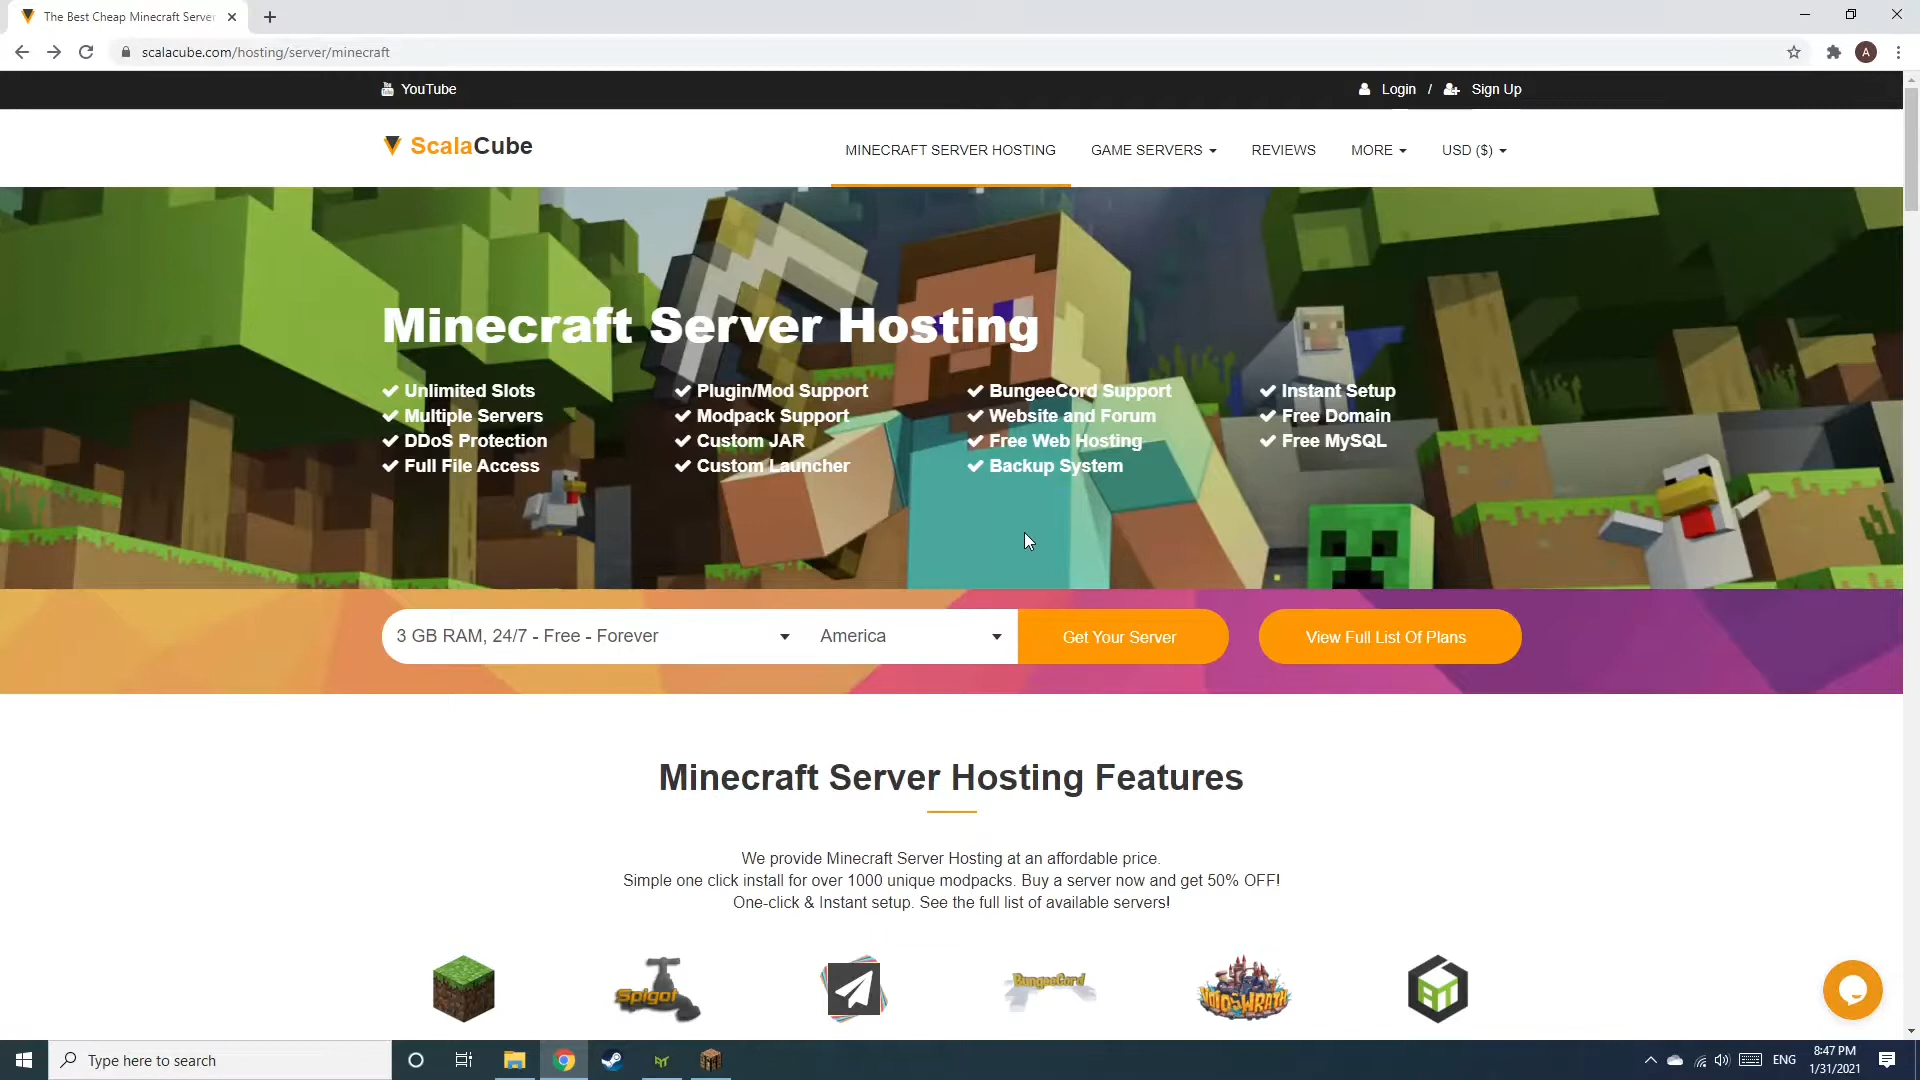 The Best Cheap Minecraft Server
scalacube.com/hosting/server/minecraft
A
YouTube
Login / Sign Up
ScalaCube
MINECRAFT SERVER HOSTING GAME SERVERS REVIEWS MORE USD ($)
Minecraft Server Hosting
Unlimited Slots Plugin/Mod Support BungeeCord Support Instant Setup
Multiple Servers Modpack Support Website and Forum Free Domain
DDoS Protection Custom JAR Free Web Hosting Free MySQL
Full File Access Custom Launcher Backup System
3 GB RAM, 24/7 - Free - Forever America Get Your Server View Full List Of Plans
Minecraft Server Hosting Features
We provide Minecraft Server Hosting at an affordable price.
Simple one click install for over 1000 unique modpacks. Buy a server now and get 50% OFF!
One-click & Instant setup. See the full list of available servers!
Spigot BungeeCord VOIDSWRATH
Type here to search
ENG
8:47 PM
1/31/2021